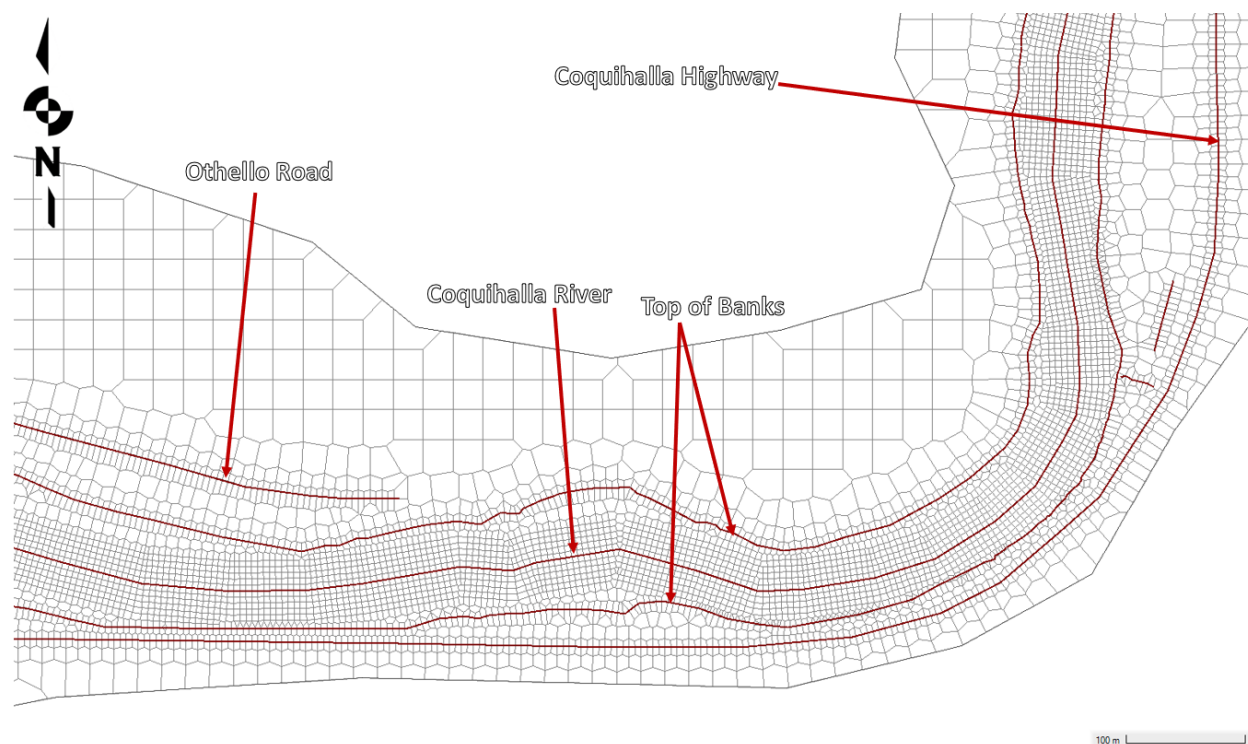 Coquihalla Highway
N
Othello Road
Coquihalla River
Top of Banks
100 m